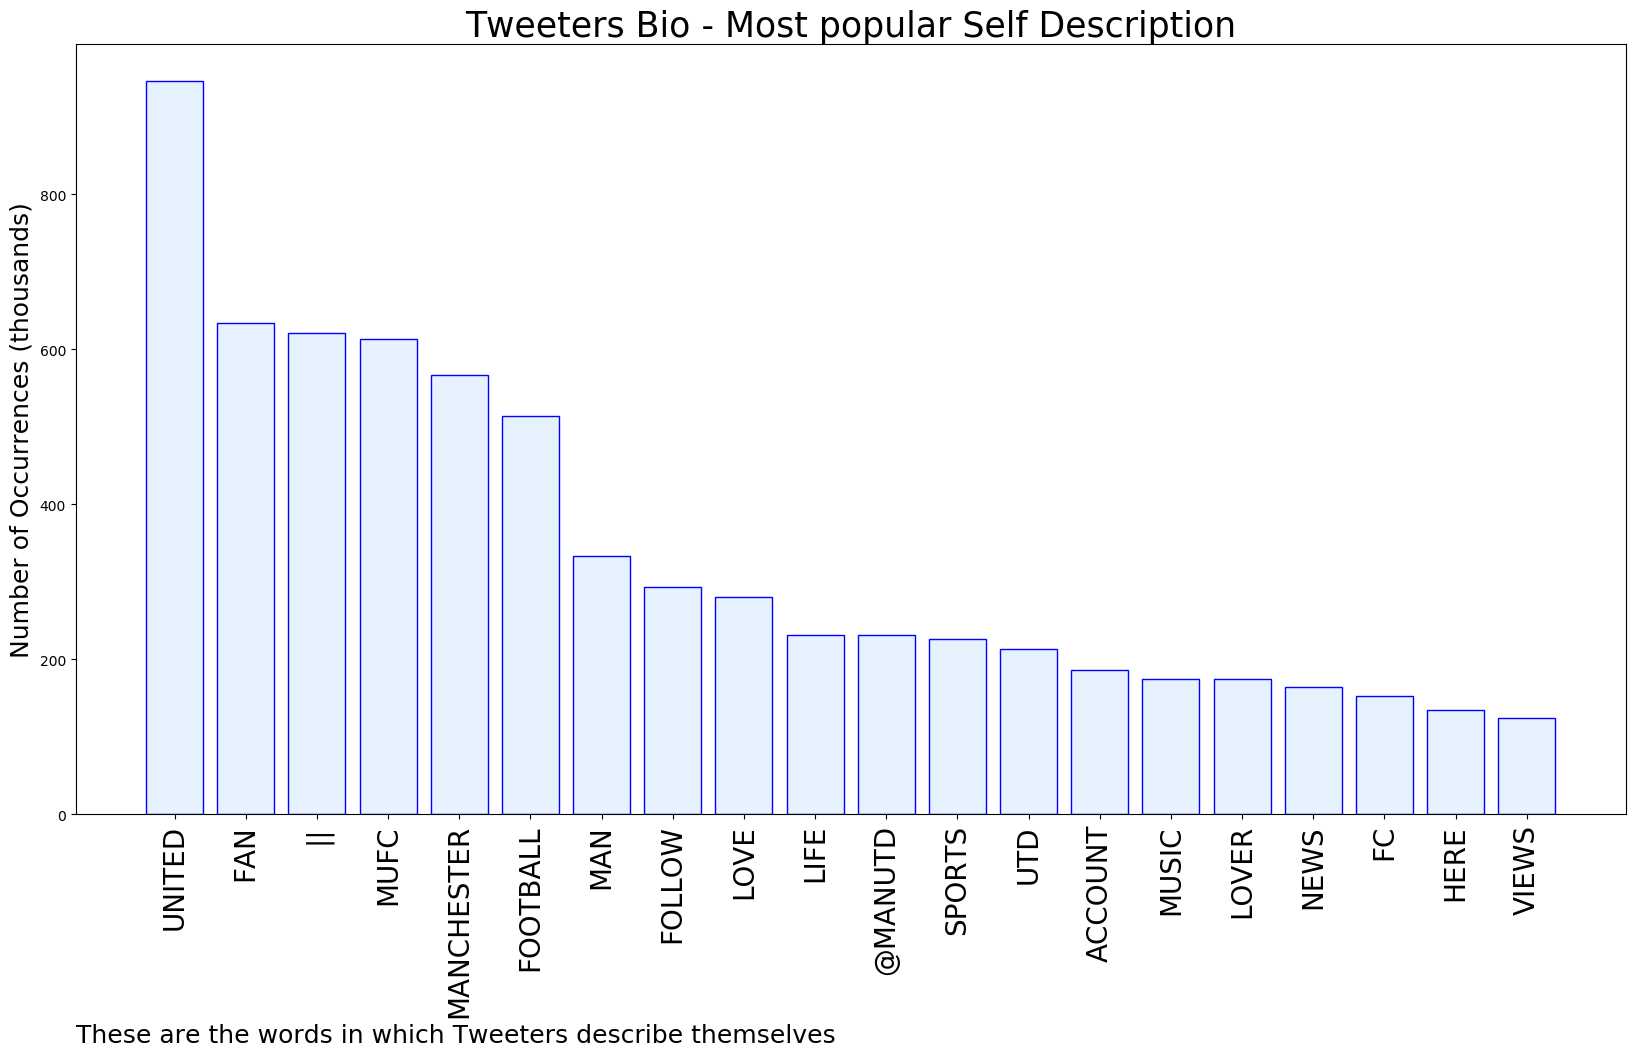 Tweeters Bio - Most popular Self Description
Number of Occurrences (thousands)
800
600
400
200
0
UNITED
FAN
||
MUFC
MANCHESTER
FOOTBALL
MAN
FOLLOW
LOVE
LIFE
@MANUTD
SPORTS
UTD
ACCOUNT
MUSIC
LOVER
NEWS
FC
HERE
VIEWS
These are the words in which Tweeters describe themselves